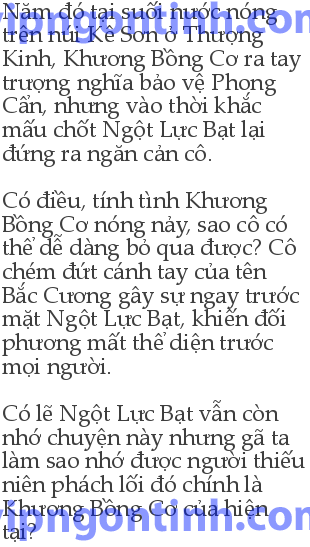 Năm đó tại suối nước nóng
trên núi Kê Sơn ở Thượng
Kinh, Khương Bồng Cơ ra tay
trượng nghĩa bảo vệ Phong
Cẩn, nhưng vào thời khắc
mấu chốt Ngột Lực Bạt lại
đứng ra ngăn cản cô.
Có điều, tính tình Khương
Bồng Cơ nóng nảy, sao cô có
thể dễ dàng bỏ qua được? Cô
chém đứt cánh tay của tên
Bắc Cương gây sự ngay trước
mặt Ngột Lực Bạt, khiến đối
phương mất thể diện trước
mọi người.
Có lẽ Ngột Lực Bạt vẫn còn
nhớ chuyện này nhưng gã ta
làm sao nhớ được người thiếu
niên phách lối đó chính là
Khương Bồng Cơ của hiện
tại?